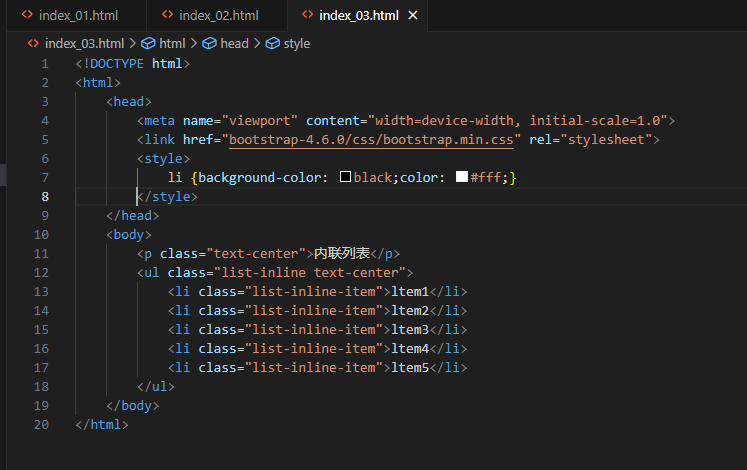 index_01.html index_02.html index_03.html
index_03.html > html > head > style
1 <!DOCTYPE html>
2 <html>
3 <head>
4 <meta name="viewport" content="width=device-width, initial-scale=1.0">
5 <link href="bootstrap-4.6.0/css/bootstrap.min.css" rel="stylesheet">
6 <style>
7 li {background-color: black;color: #fff;}
8 </style>
9 </head>
10 <body>
11 <p class="text-center">内联列表</p>
12 <ul class="list-inline text-center">
13 <li class="list-inline-item">ltem1</li>
14 <li class="list-inline-item">ltem2</li>
15 <li class="list-inline-item">ltem3</li>
16 <li class="list-inline-item">ltem4</li>
17 <li class="list-inline-item">ltem5</li>
18 </ul>
19 </body>
20 </html>